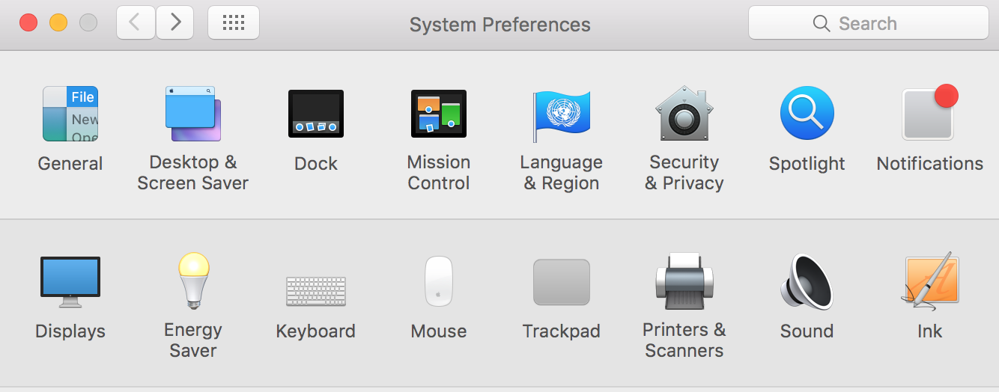 System Preferences
Search
File
New
Ope
General
Desktop &
Screen Saver
Dock
Mission
Control
Language
& Region
Security
& Privacy
Spotlight
Notifications
Displays
Energy
Saver
Keyboard
Mouse
Trackpad
Printers &
Scanners
Sound
Ink